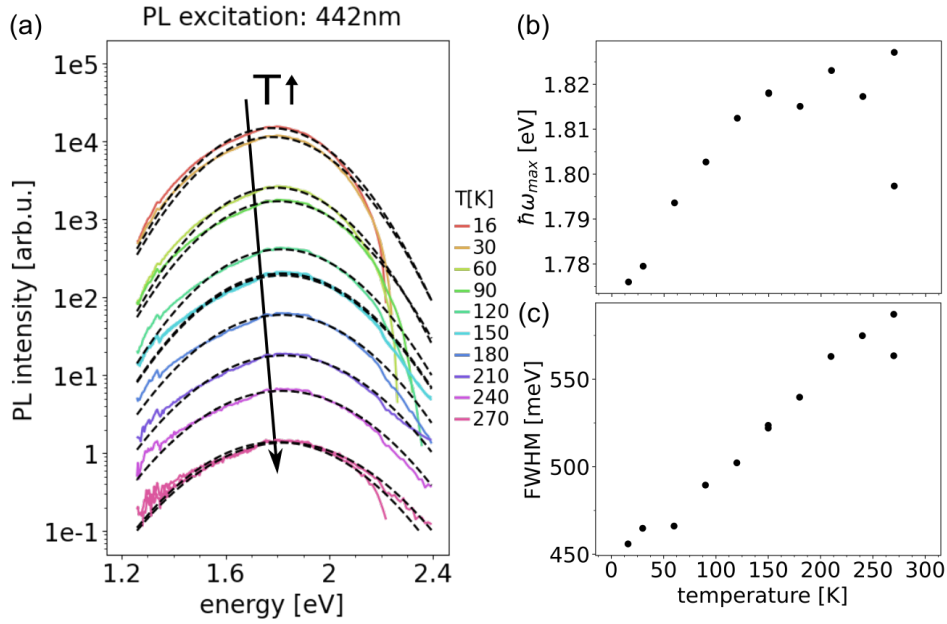 (a)
PL excitation: 442nm
T↑
PL intensity [arb.u.]
1e5
1e4
1e3
1e2
1e1
1
1e-1
1.2 1.6 2 2.4
energy [eV]
T[K]
16
30
60
90
120
150
180
210
240
270
(b)
ℏω_max [eV]
1.82
1.81
1.80
1.79
1.78
(c)
FWHM [meV]
550
500
450
0 50 100 150 200 250 300
temperature [K]